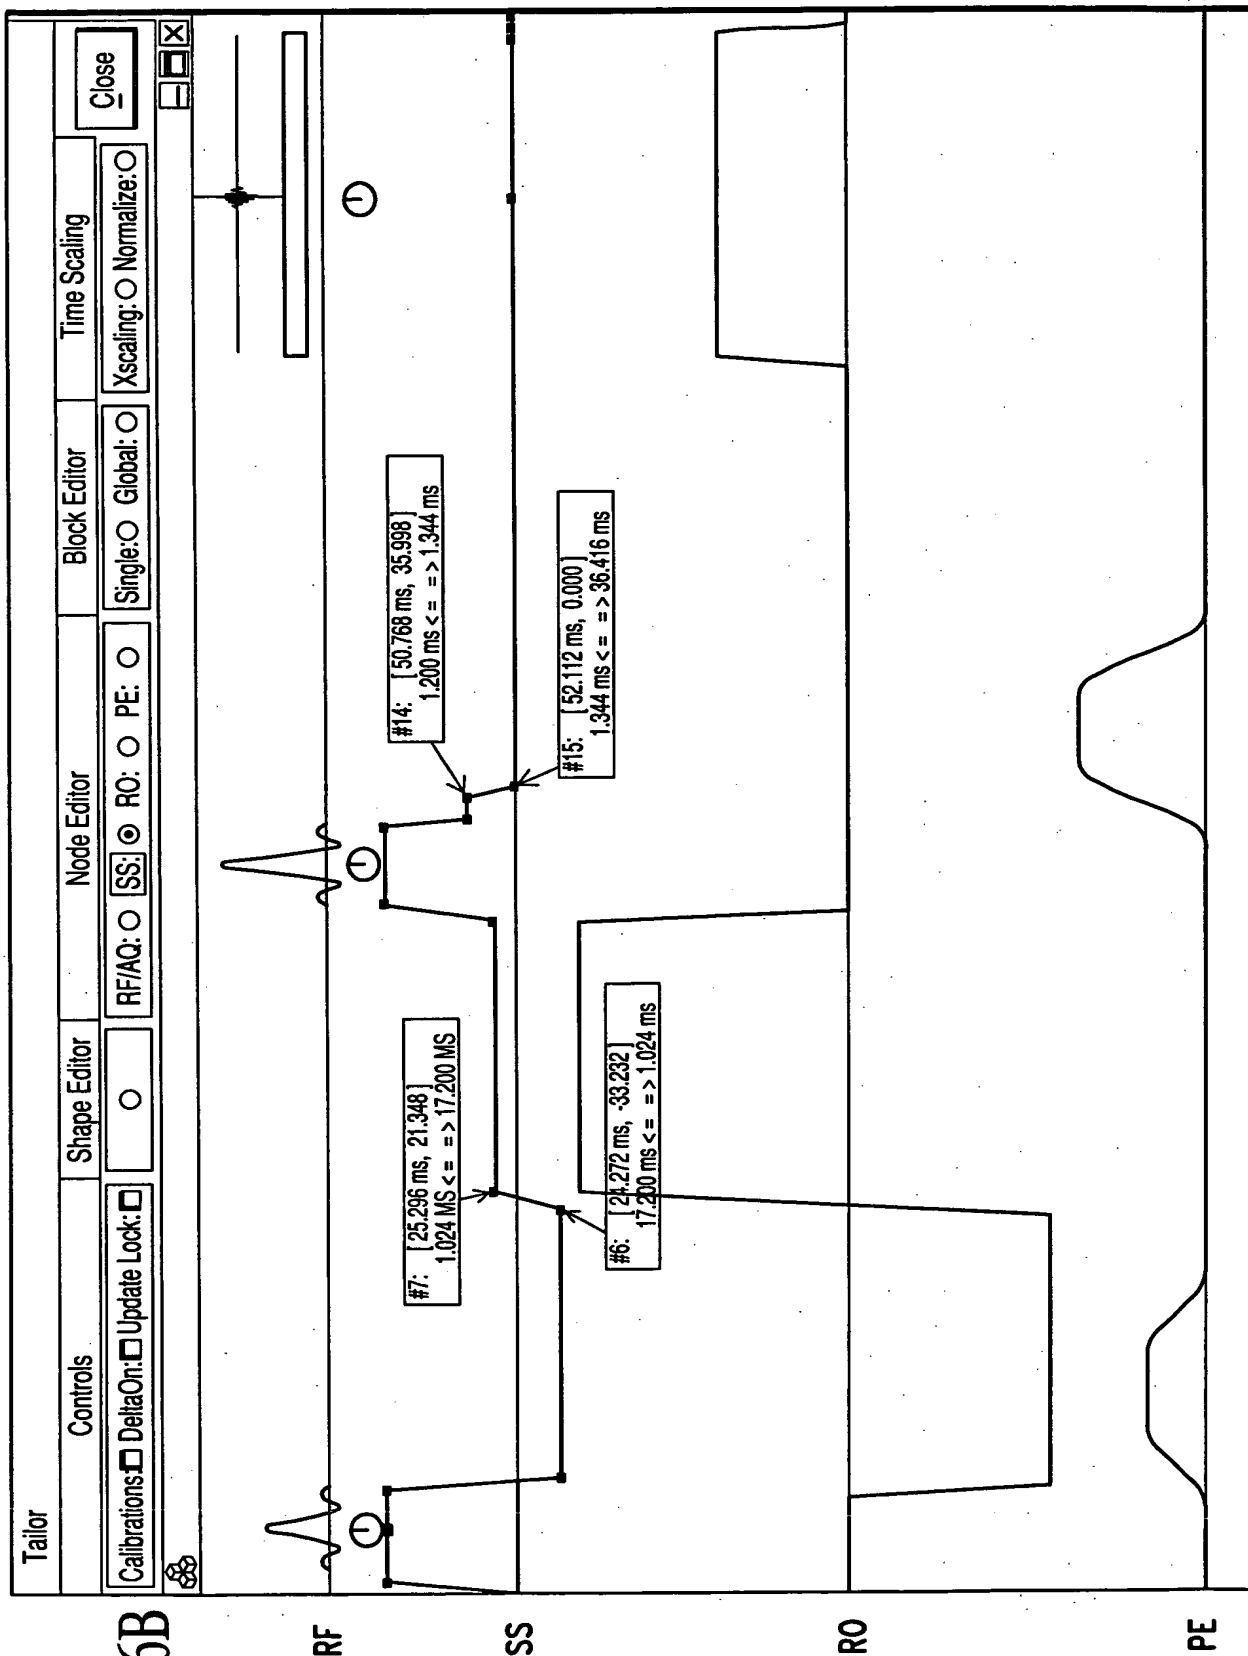 6B
Tailor
Controls
Shape Editor
Node Editor
Block Editor
Time Scaling
Close
Calibrations: DeltaOn: Update Lock:
RF/AQ: SS: RO: PE:
Single: Global:
Xscaling: Normalize:
RF
#14: [ 50.768 ms, 35.998 ]
1.200 ms < = = > 1.344 ms
#7: [ 25.296 ms, 21.348 ]
1.024 MS < = = > 17.200 MS
SS
#15: [ 52.112 ms, 0.000 ]
1.344 ms < = = > 36.416 ms
#6: [ 24.272 ms, -33.232 ]
17.200 ms < = = > 1.024 ms
RO
PE